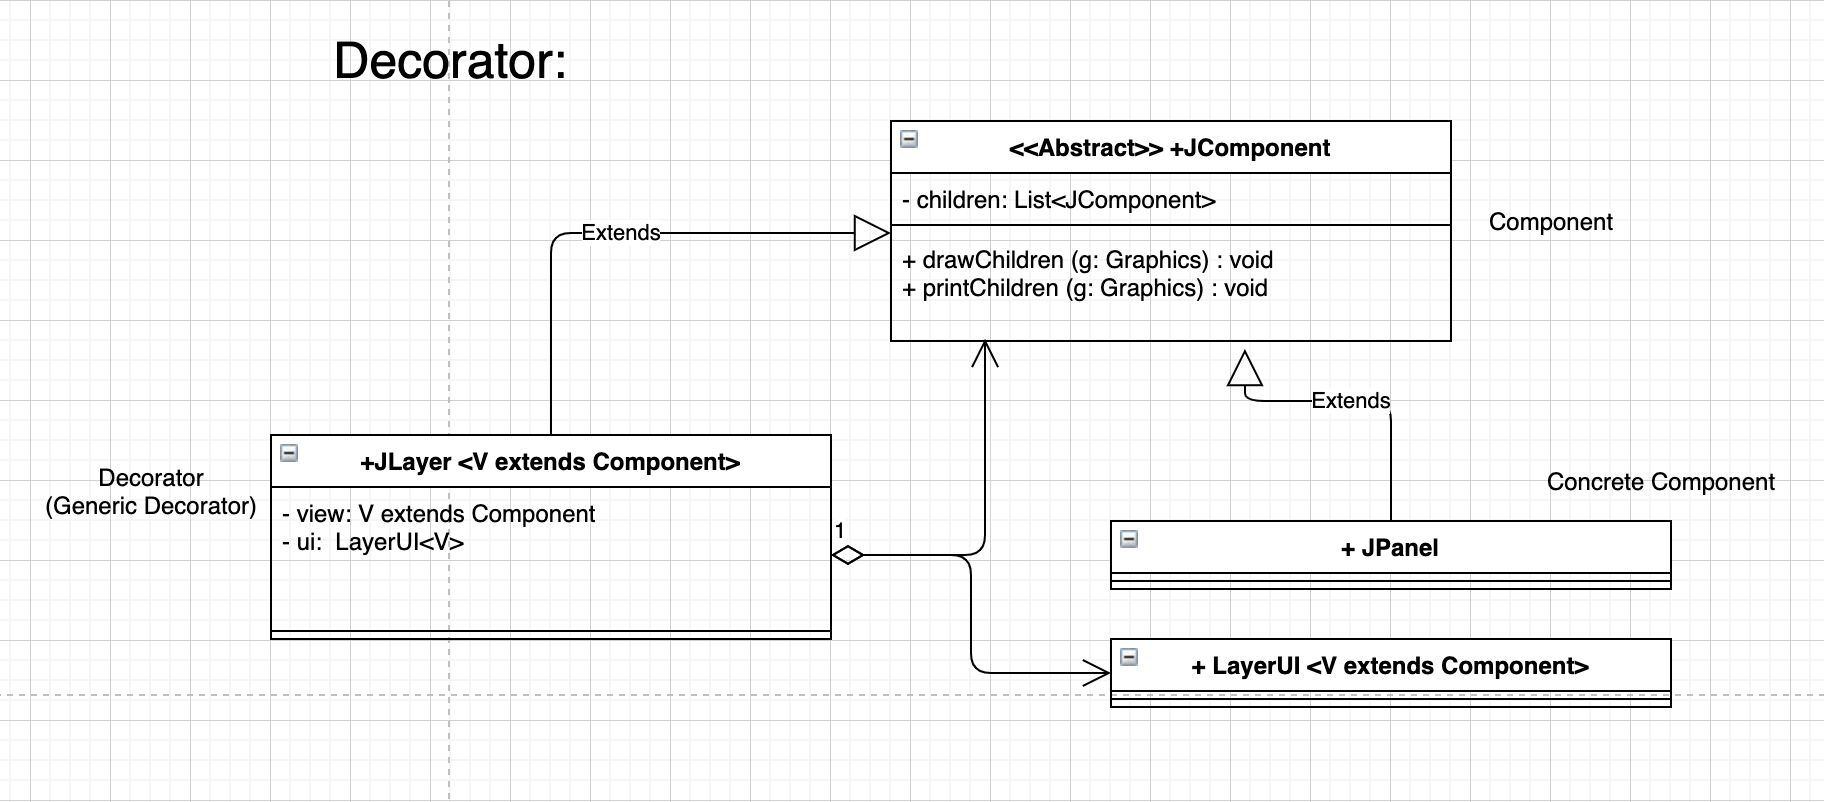 Decorator:
<<Abstract>> +JComponent
- children: List<JComponent>
+ drawChildren (g: Graphics) : void
+ printChildren (g: Graphics) : void
Component
Extends
Extends
Decorator
(Generic Decorator)
+JLayer <V extends Component>
- view: V extends Component
- ui:  LayerUI<V>
1
Concrete Component
+ JPanel
+ LayerUI <V extends Component>